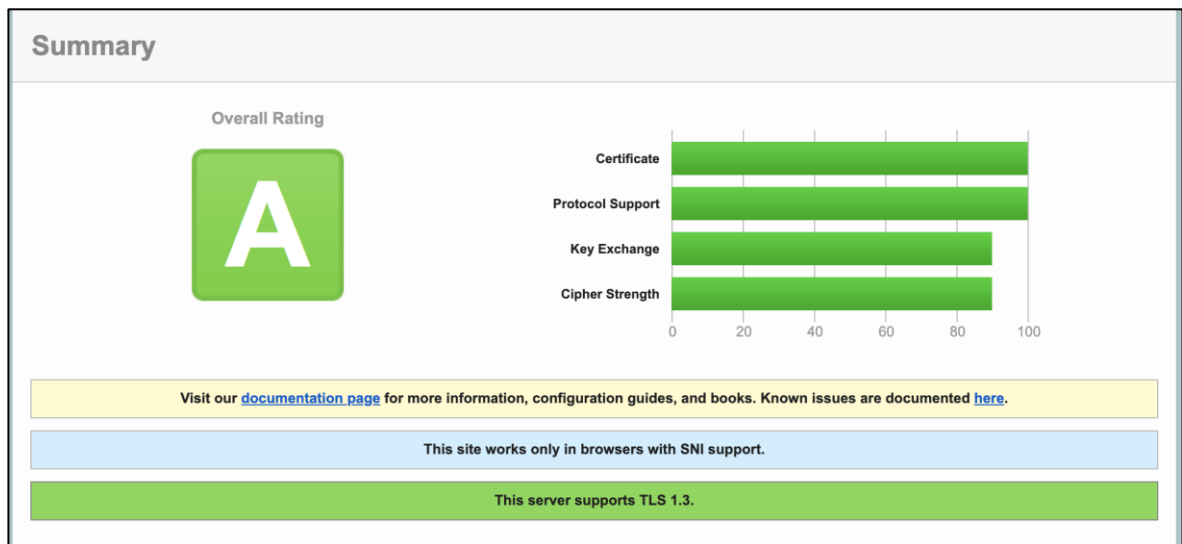 Summary
Overall Rating
A
Certificate
Protocol Support
Key Exchange
Cipher Strength
0 20 40 60 80 100
Visit our documentation page for more information, configuration guides, and books. Known issues are documented here.
This site works only in browsers with SNI support.
This server supports TLS 1.3.